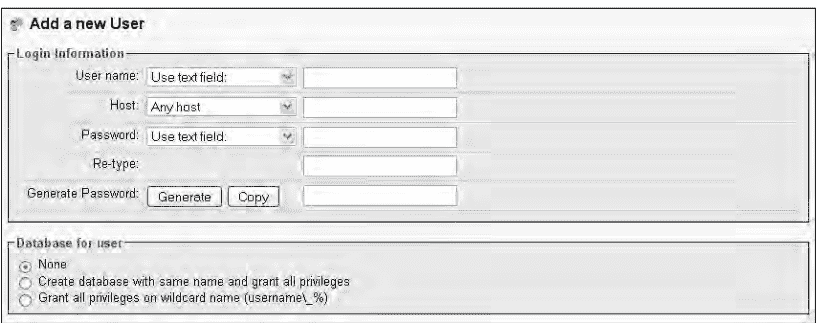 Add a new User
Login Information
User name: Use text field:
Host: Any host
Password: Use text field:
Re-type:
Generate Password: Generate Copy
Database for user
None
Create database with same name and grant all privileges
Grant all privileges on wildcard name (username\_%)